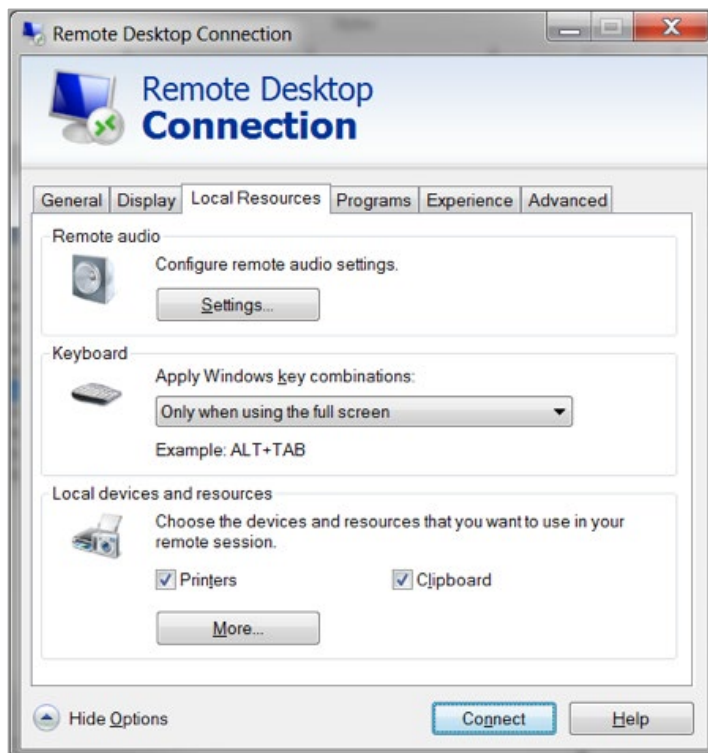 Remote Desktop Connection
Remote Desktop
Connection
General Display Local Resources Programs Experience Advanced
Remote audio
Configure remote audio settings.
Settings...
Keyboard
Apply Windows key combinations:
Only when using the full screen
Example: ALT+TAB
Local devices and resources
Choose the devices and resources that you want to use in your
remote session.
Printers Clipboard
More...
Hide Options Connect Help